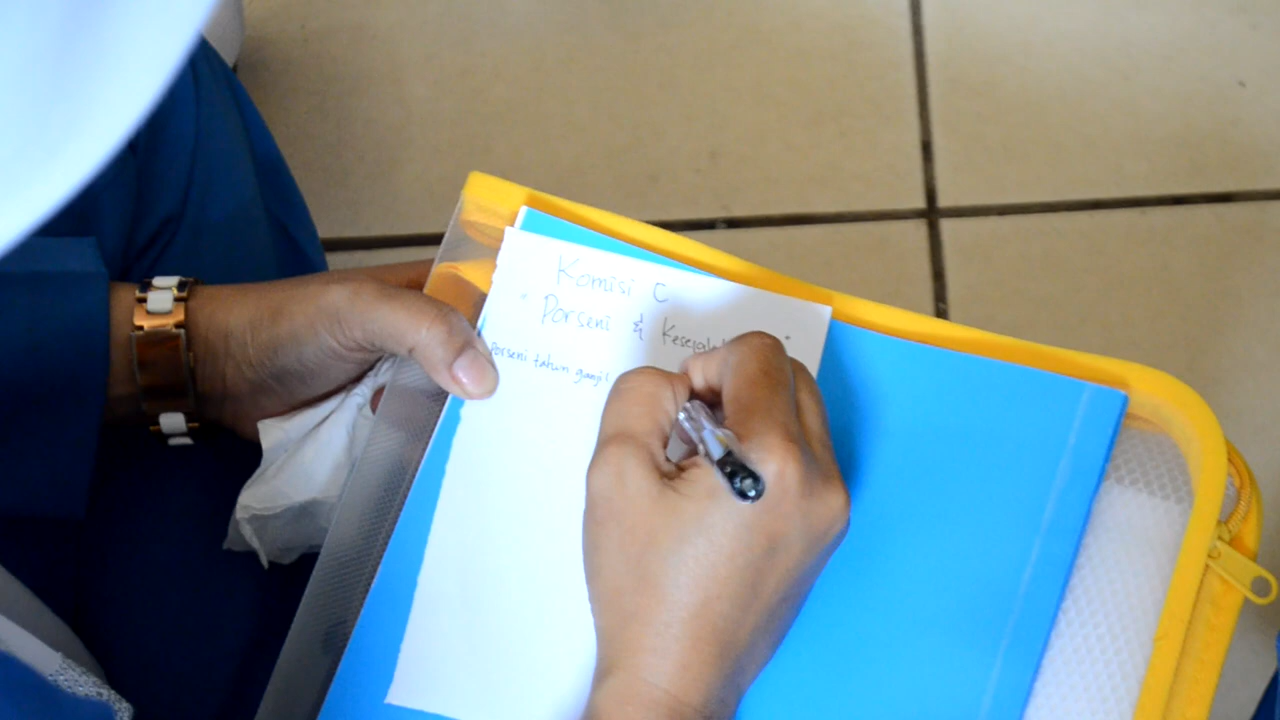 Komisi C
" Porseni & "
Porseni tahun ganjil